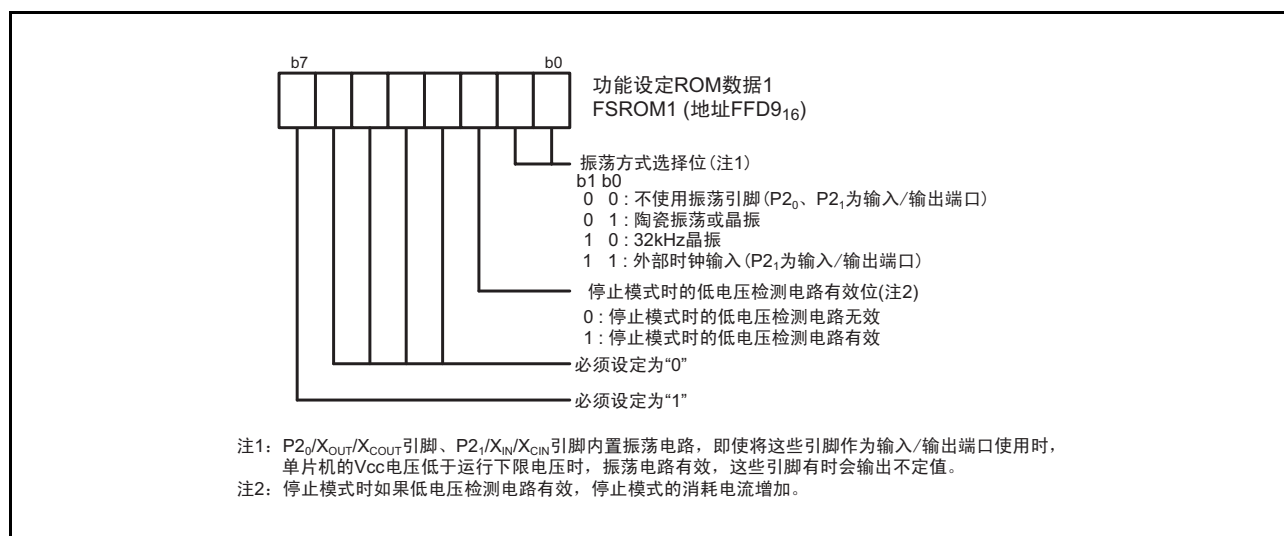 b7 b0
功能设定ROM数据1
FSROM1 (地址FFD9₁₆)
振荡方式选择位(注1)
b1 b0
0 0 : 不使用振荡引脚(P2₀、P2₁为输入/输出端口)
0 1 : 陶瓷振荡或晶振
1 0 : 32kHz晶振
1 1 : 外部时钟输入(P2₁为输入/输出端口)
停止模式时的低电压检测电路有效位(注2)
0 : 停止模式时的低电压检测电路无效
1 : 停止模式时的低电压检测电路有效
必须设定为“0”
必须设定为“1”
注1: P2₀/X_OUT/X_COUT引脚、P2₁/X_IN/X_CIN引脚内置振荡电路，即使将这些引脚作为输入/输出端口使用时，
单片机的Vcc电压低于运行下限电压时，振荡电路有效，这些引脚有时会输出不定值。
注2: 停止模式时如果低电压检测电路有效，停止模式的消耗电流增加。